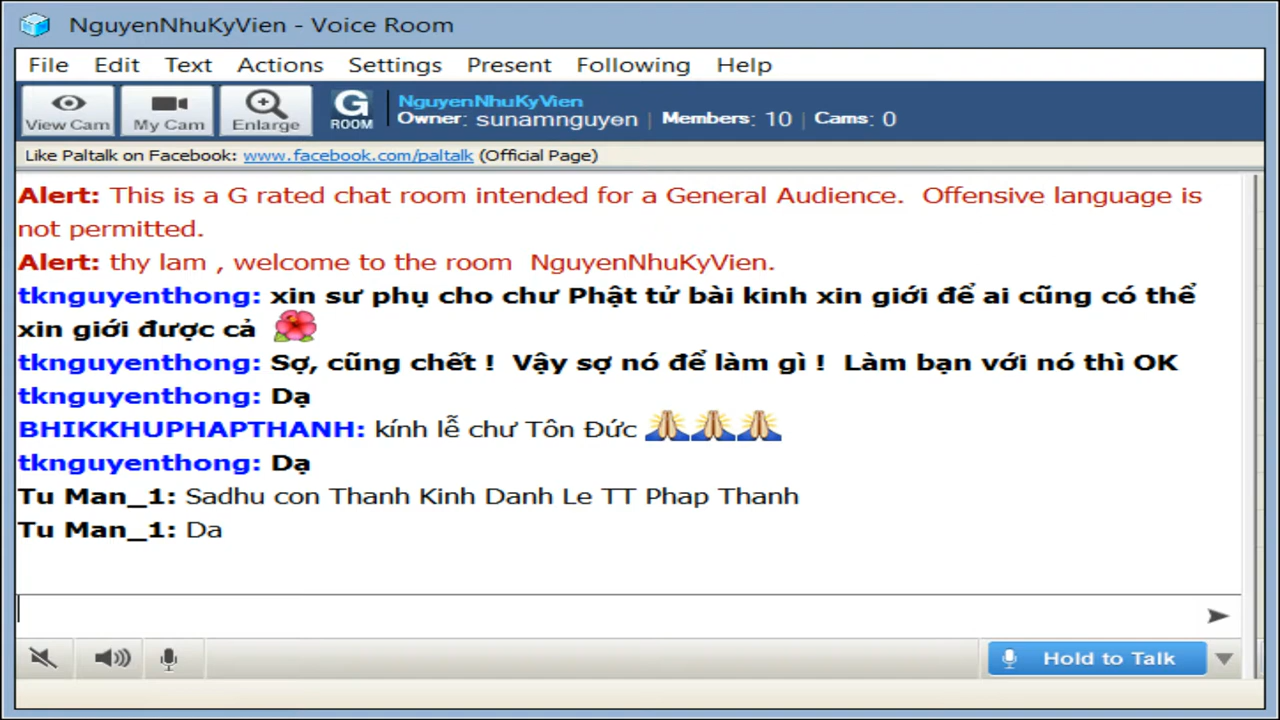 NguyenNhuKyVien - Voice Room
File Edit Text Actions Settings Present Following Help
View Cam My Cam Enlarge G ROOM
NguyenNhuKyVien
Owner: sunamnguyen | Members: 10 | Cams: 0
Like Paltalk on Facebook: www.facebook.com/paltalk (Official Page)
Alert: This is a G rated chat room intended for a General Audience. Offensive language is
not permitted.
Alert: thy lam , welcome to the room NguyenNhuKyVien.
tknguyenthong: xin sư phụ cho chư Phật tử bài kinh xin giới để ai cũng có thể
xin giới được cả
tknguyenthong: Sợ, cũng chết ! Vậy sợ nó để làm gì ! Làm bạn với nó thì OK
tknguyenthong: Dạ
BHIKKHUPHAPTHANH: kính lễ chư Tôn Đức
tknguyenthong: Dạ
Tu Man_1: Sadhu con Thanh Kinh Danh Le TT Phap Thanh
Tu Man_1: Da
Hold to Talk